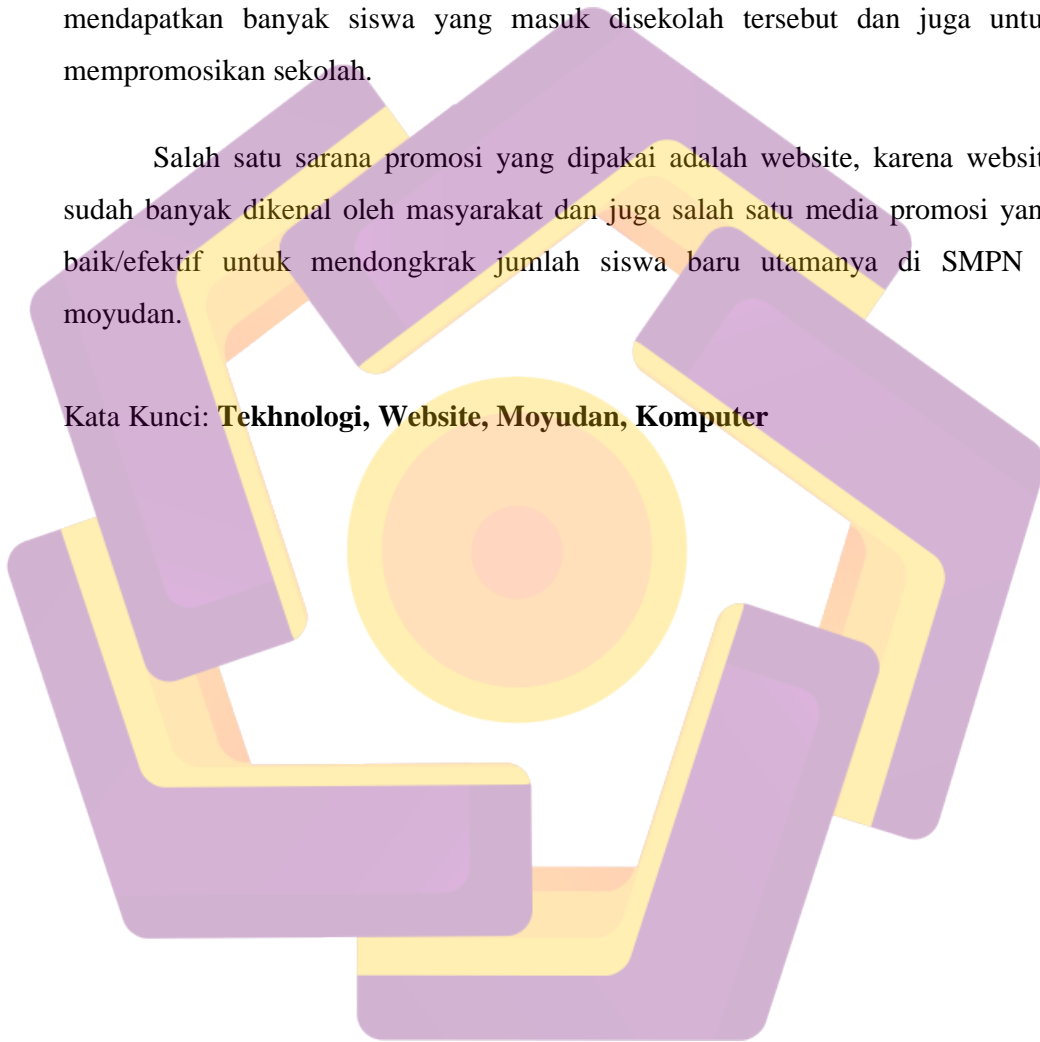 mendapatkan banyak siswa yang masuk disekolah tersebut dan juga untu
mempromosikan sekolah.
Salah satu sarana promosi yang dipakai adalah website, karena websit
sudah banyak dikenal oleh masyarakat dan juga salah satu media promosi yan
baik/efektif untuk mendongkrak jumlah siswa baru utamanya di SMPN
moyudan.
Kata Kunci: Tekhnologi, Website, Moyudan, Komputer